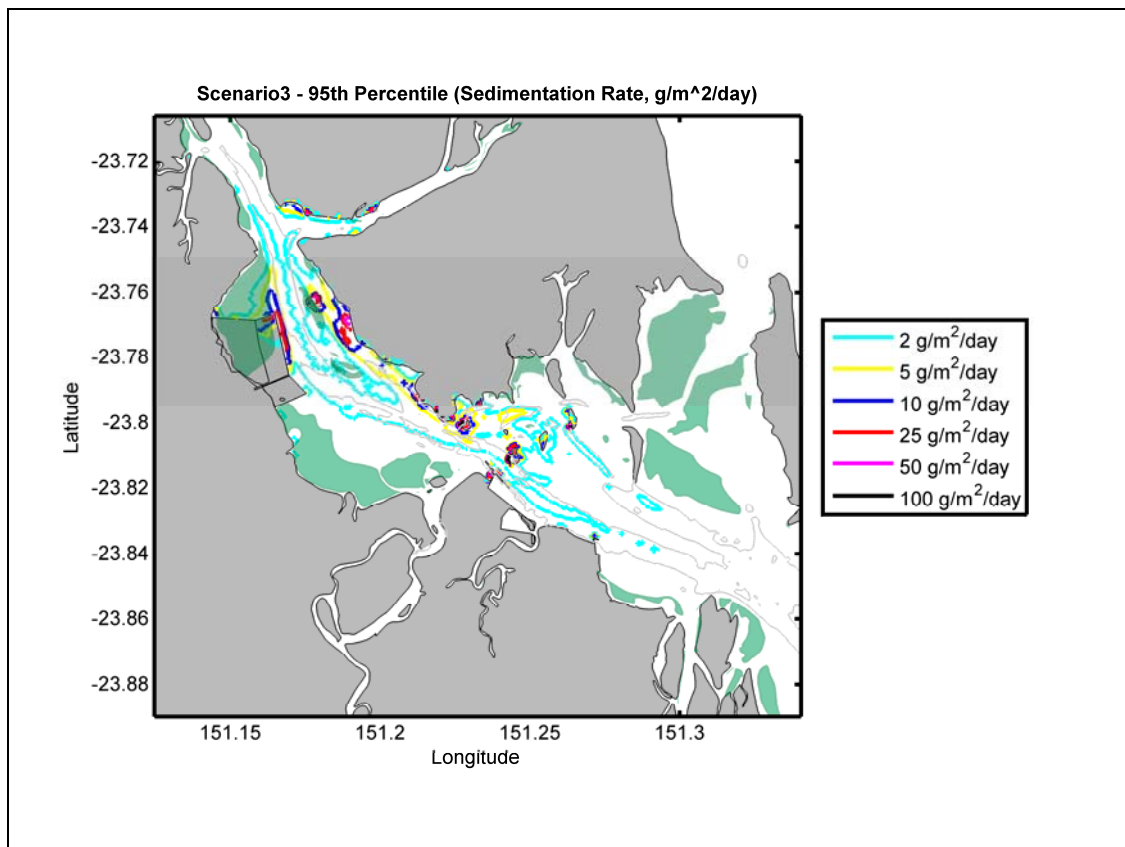 Scenario3 - 95th Percentile (Sedimentation Rate, g/m^2/day)
-23.72
-23.74
-23.76
-23.78
-23.8
-23.82
-23.84
-23.86
-23.88
Latitude
151.15
151.2
151.25
151.3
Longitude
2 g/m²/day
5 g/m²/day
10 g/m²/day
25 g/m²/day
50 g/m²/day
100 g/m²/day